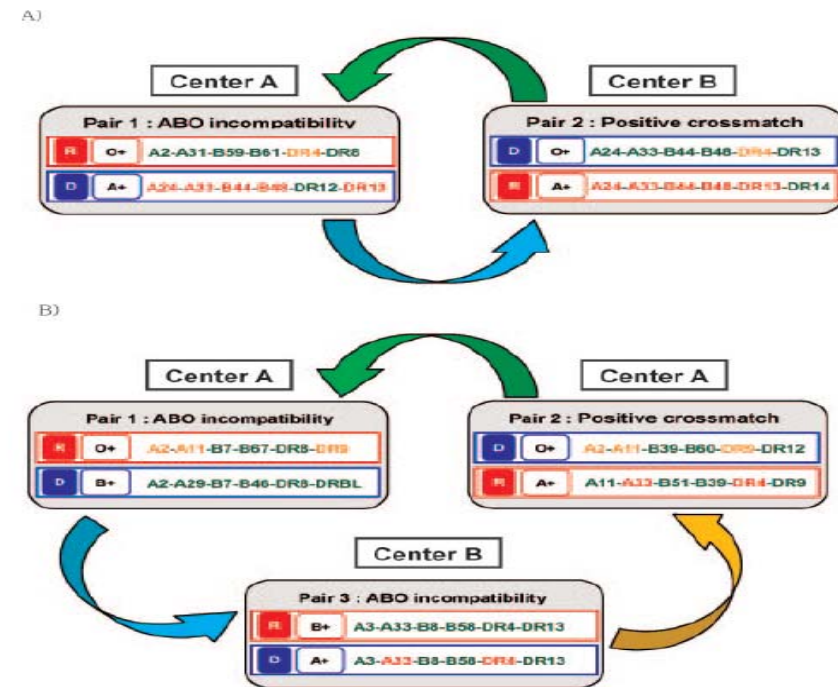 A)
Center A
Center B
Pair 1 : ABO incompatibility
R O+ A2-A31-B59-B61-DR4-DR8
D A+ A24-A33-B44-B48-DR12-DR13
Pair 2 : Positive crossmatch
D O+ A24-A33-B44-B48-DR4-DR13
R A+ A24-A33-B44-B48-DR13-DR14
B)
Center A
Center A
Pair 1 : ABO incompatibility
R O+ A2-A11-B7-B67-DR8-DR9
D B+ A2-A29-B7-B46-DR8-DRBL
Pair 2 : Positive crossmatch
D O+ A2-A11-B39-B60-DR9-DR12
R A+ A11-A33-B51-B39-DR4-DR9
Center B
Pair 3 : ABO incompatibility
R B+ A3-A33-B8-B58-DR4-DR13
D A+ A3-A33-B8-B58-DR4-DR13